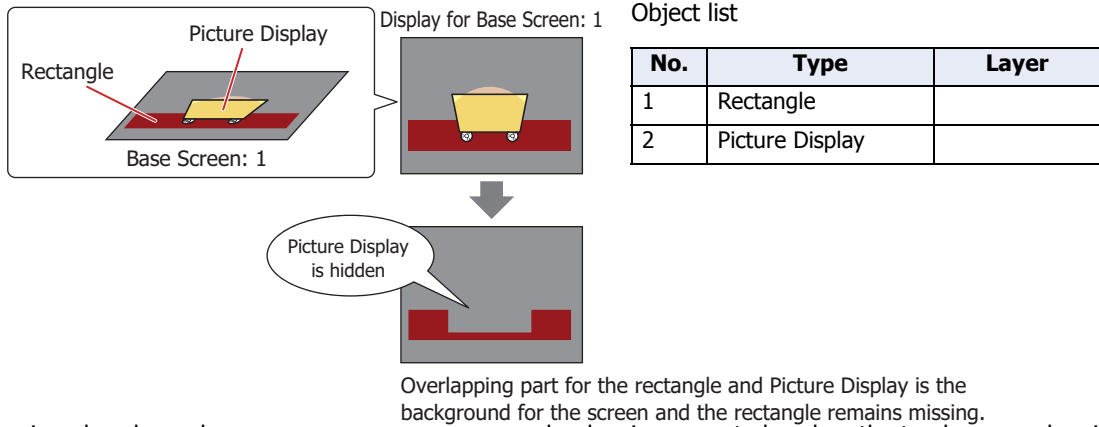 Display for Base Screen: 1
Object list
Picture Display
Rectangle
Base Screen: 1
No. Type Layer
1 Rectangle
2 Picture Display
Picture Display
is hidden
Overlapping part for the rectangle and Picture Display is the
background for the screen and the rectangle remains missing.